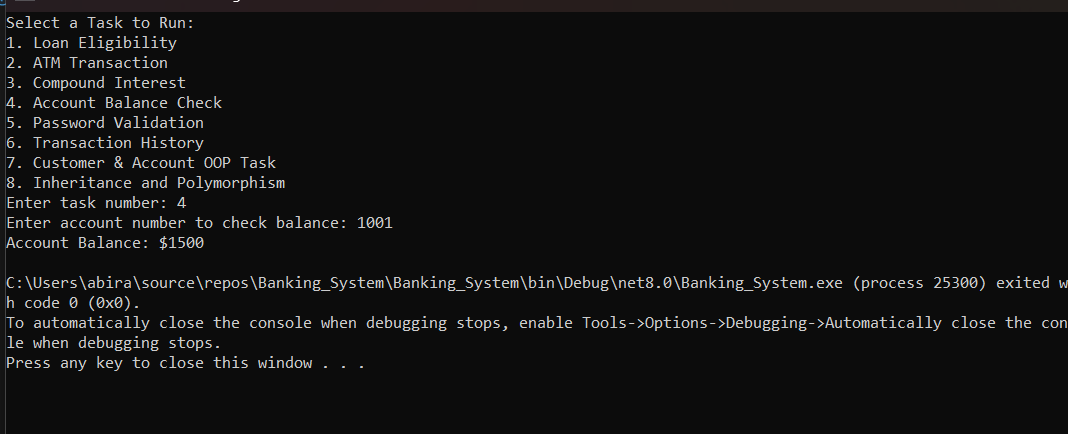 Select a Task to Run:
1. Loan Eligibility
2. ATM Transaction
3. Compound Interest
4. Account Balance Check
5. Password Validation
6. Transaction History
7. Customer & Account OOP Task
8. Inheritance and Polymorphism
Enter task number: 4
Enter account number to check balance: 1001
Account Balance: $1500
C:\Users\abira\source\repos\Banking_System\Banking_System\bin\Debug\net8.0\Banking_System.exe (process 25300) exited w
h code 0 (0x0).
To automatically close the console when debugging stops, enable Tools->Options->Debugging->Automatically close the con
le when debugging stops.
Press any key to close this window . . .